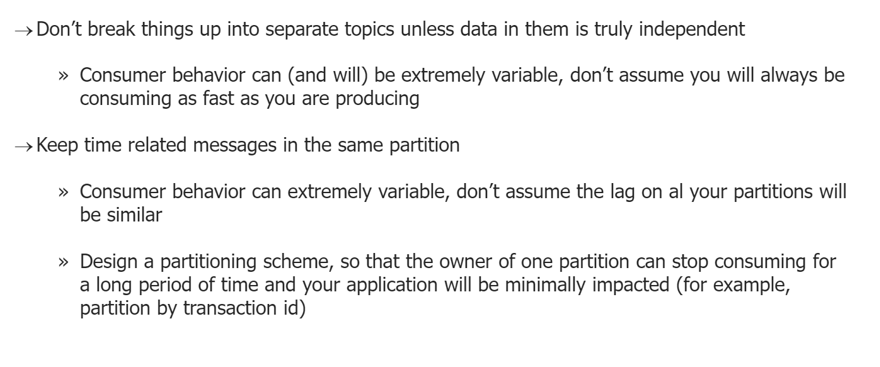 →Don't break things up into separate topics unless data in them is truly independent
» Consumer behavior can (and will) be extremely variable, don't assume you will always be
consuming as fast as you are producing
→Keep time related messages in the same partition
» Consumer behavior can extremely variable, don't assume the lag on al your partitions will
be similar
» Design a partitioning scheme, so that the owner of one partition can stop consuming for
a long period of time and your application will be minimally impacted (for example,
partition by transaction id)